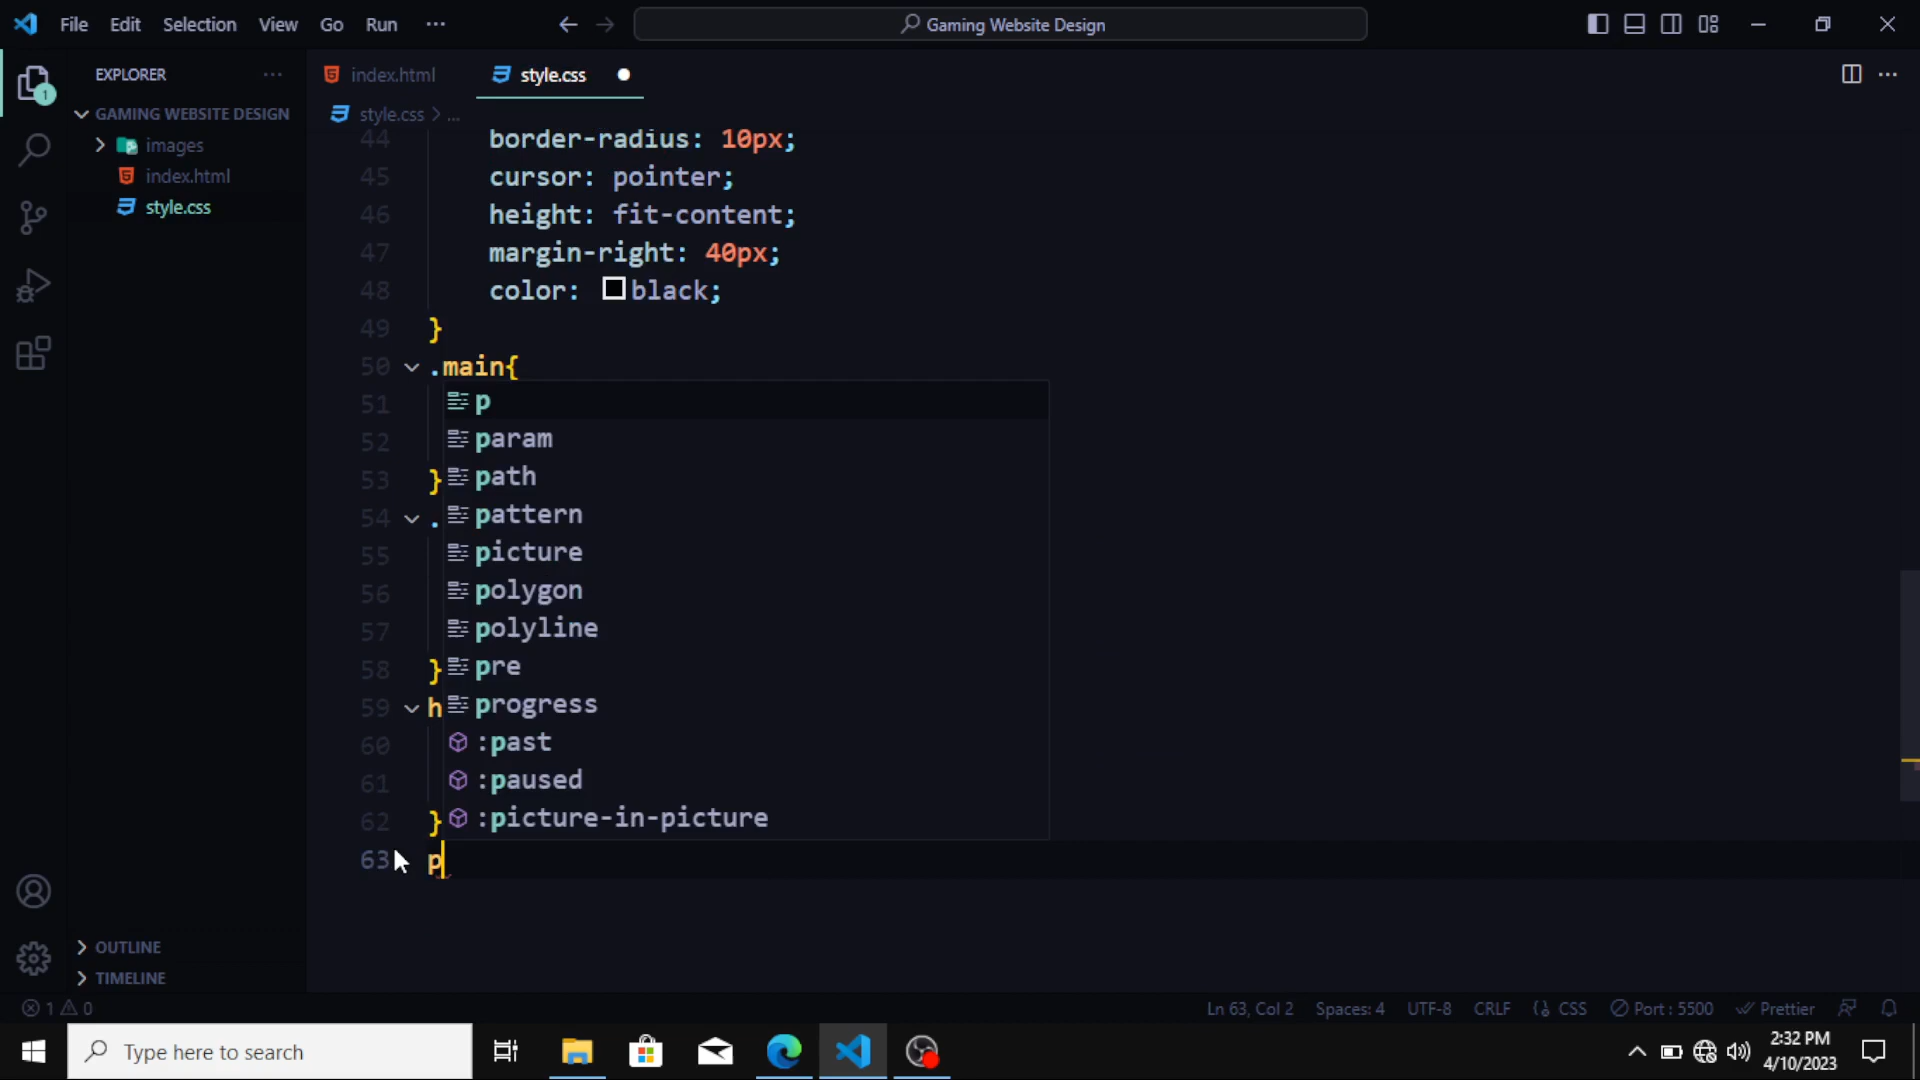 File Edit Selection View Go Run ···
Gaming Website Design
EXPLORER ···
index.html
style.css
GAMING WEBSITE DESIGN
style.css > ...
images
index.html
style.css
44 border-radius: 10px;
45 cursor: pointer;
46 height: fit-content;
47 margin-right: 40px;
48 color: black;
49 }
50 .main{
51 p
52 param
53 } path
54 . pattern
55 picture
56 polygon
57 polyline
58 } pre
59 h progress
60 :past
61 :paused
62 } :picture-in-picture
63 p
1
OUTLINE
TIMELINE
1 0
Ln 63, Col 2 Spaces: 4 UTF-8 CRLF CSS Port : 5500 Prettier
Type here to search
2:32 PM
4/10/2023